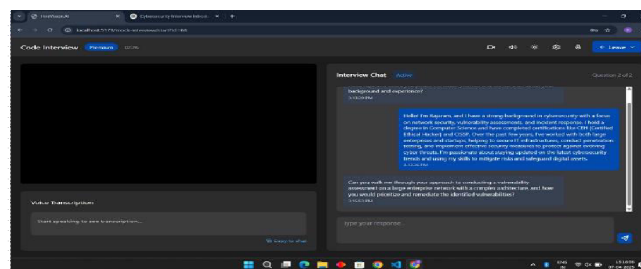 Cybersecurity Interview
Code Interview Premium
Leave
Interview Chat Active Question 2 of 2
background and experience?
Hello! I'm Rajaram, and I have a strong background in cybersecurity with a focus
on network security, vulnerability assessments, and incident response. I hold a
degree in Computer Science and have completed certifications like CEH (Certified
Ethical Hacker) and CISSP. Over the past few years, I've worked with both large
enterprises and startups, helping to secure IT infrastructures, conduct penetration
testing, and implement effective security measures to protect against evolving
cyber threats. I'm passionate about staying updated on the latest cybersecurity
trends and using my skills to mitigate risks and safeguard digital assets.
Can you walk me through your approach to conducting a vulnerability
assessment on a large enterprise network with a complex architecture, and how
you would prioritize and remediate the identified vulnerabilities?
Voice Transcription
Start speaking to see transcription...
Type your response...